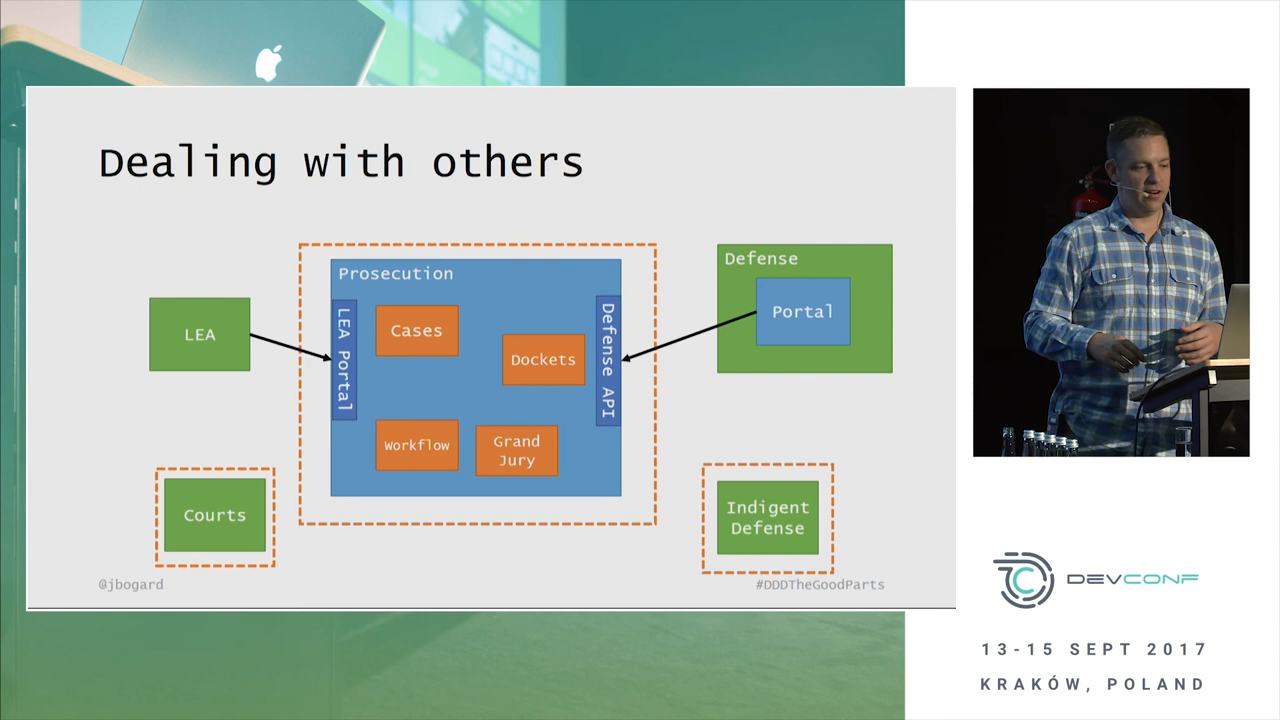 Dealing with others
Prosecution
LEA
LEA Portal
Cases
Dockets
Workflow
Grand
Jury
Defense API
Defense
Portal
Courts
Indigent
Defense
@jbogard
#DDDTheGoodParts
DEVCONF
13-15 SEPT 2017
KRAKÓW, POLAND